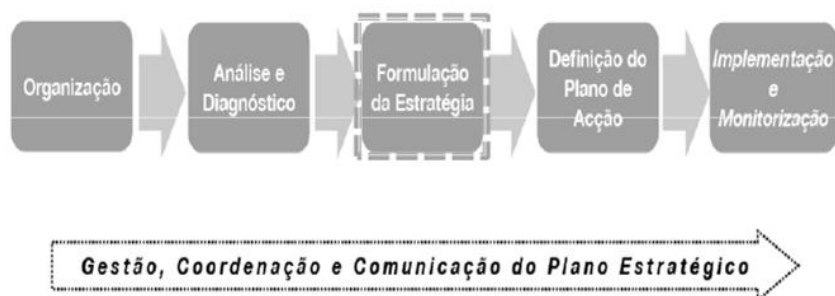 Organização
Análise e
Diagnóstico
Formulação
da Estratégia
Definição do
Plano de
Acção
Implementação
e
Monitorização
Gestão, Coordenação e Comunicação do Plano Estratégico